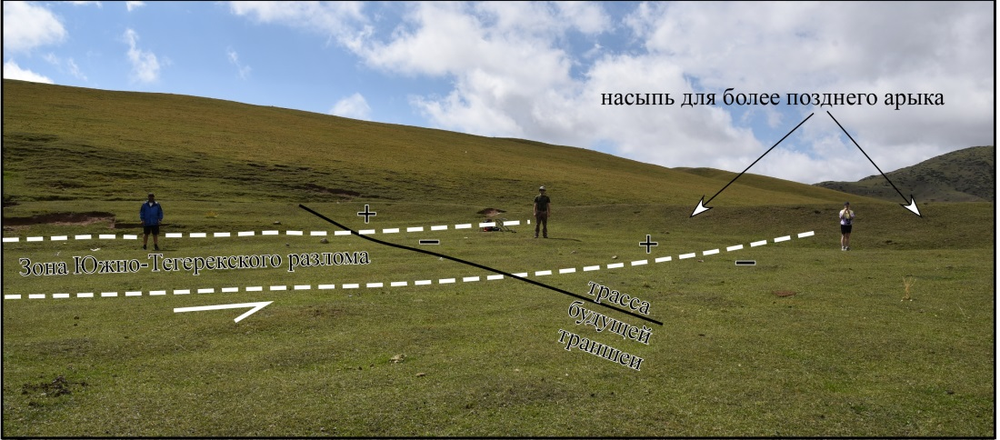 насыпь для более позднего арыка
+
−
+
−
Зона Южно-Тегерекского разлома
трасса
будущей
траншеи